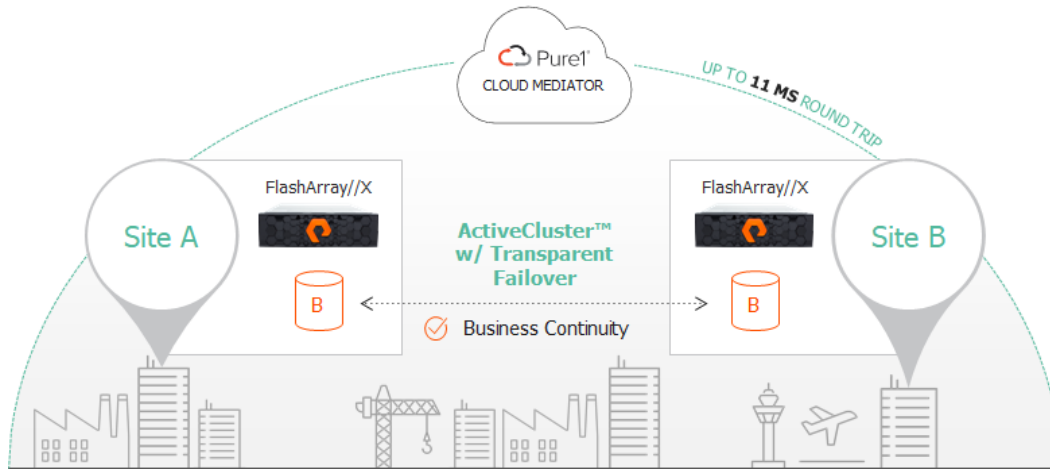 Pure1®
CLOUD MEDIATOR
UP TO 11 MS ROUND TRIP
FlashArray//X
FlashArray//X
Site A
Site B
ActiveCluster™
w/ Transparent
Failover
B
B
Business Continuity